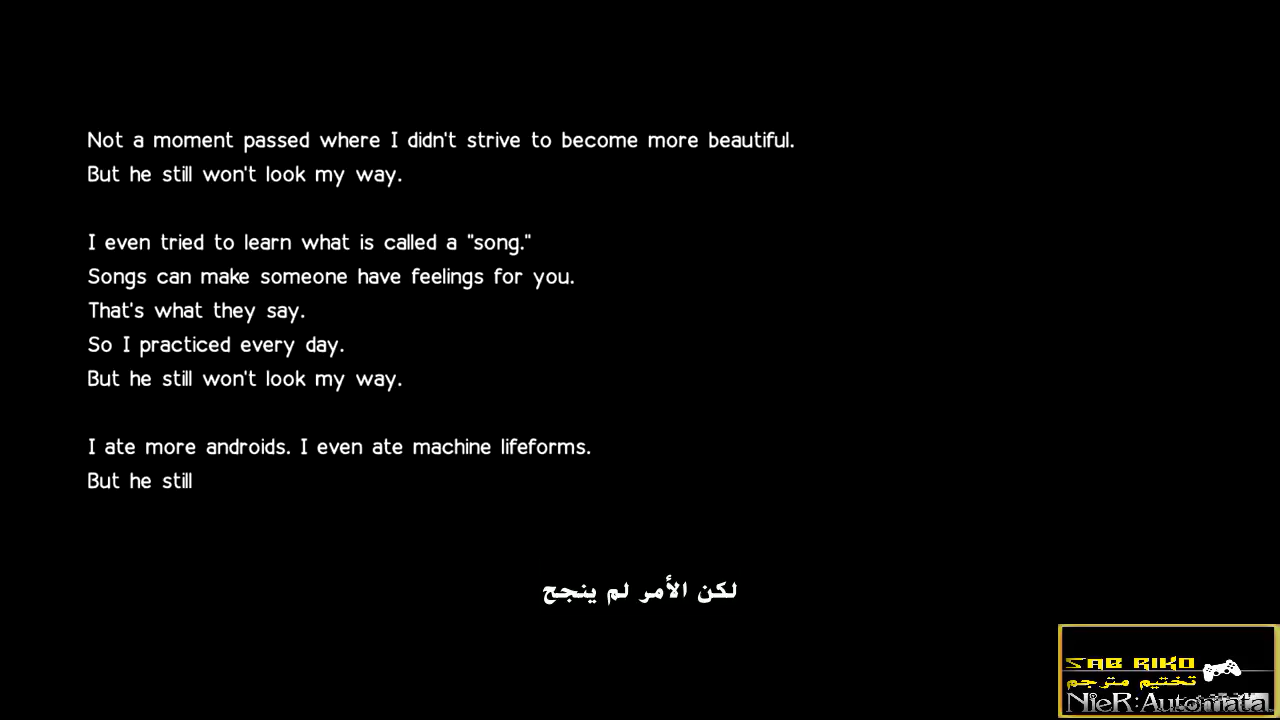 Not a moment passed where I didn't strive to become more beautiful.
But he still won't look my way.
I even tried to learn what is called a "song."
Songs can make someone have feelings for you.
That's what they say.
So I practiced every day.
But he still won't look my way.
I ate more androids. I even ate machine lifeforms.
But he still
لكن الأمر لم ينجح
SAB RIKO
تختيم مترجم
NieR:Automata